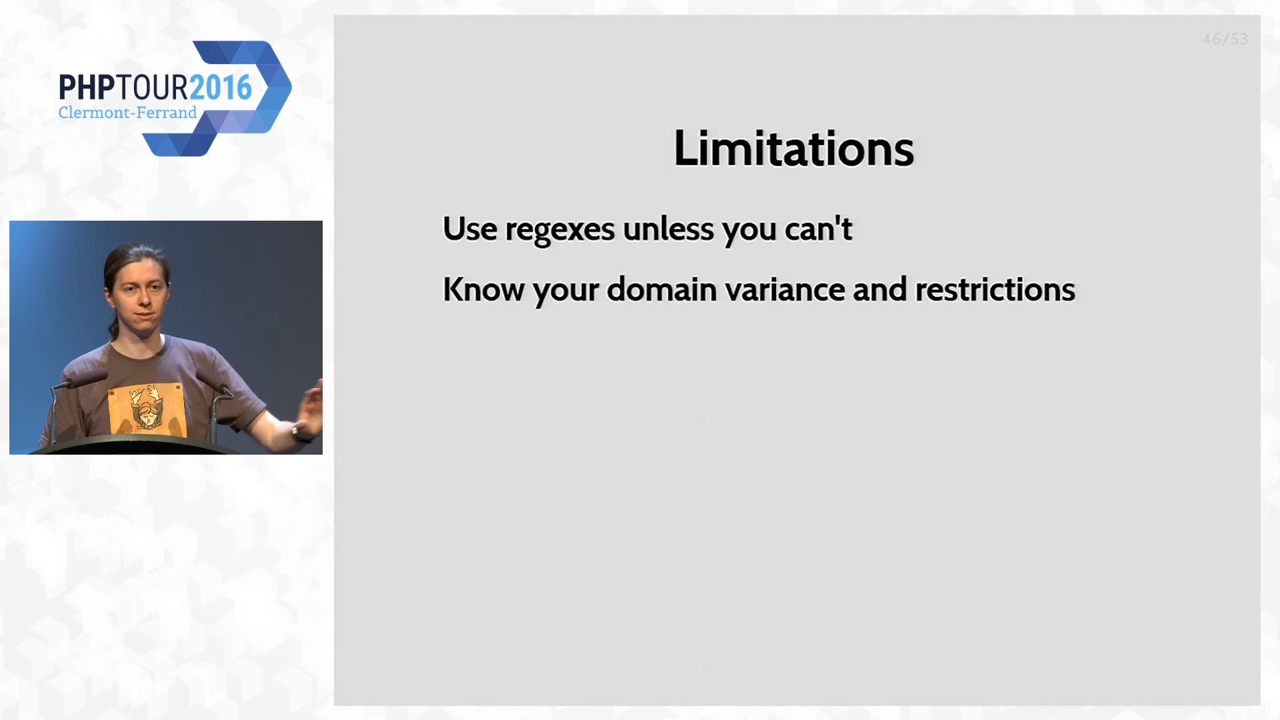 PHPTOUR2016
Clermont-Ferrand
46/53
Limitations
Use regexes unless you can't
Know your domain variance and restrictions